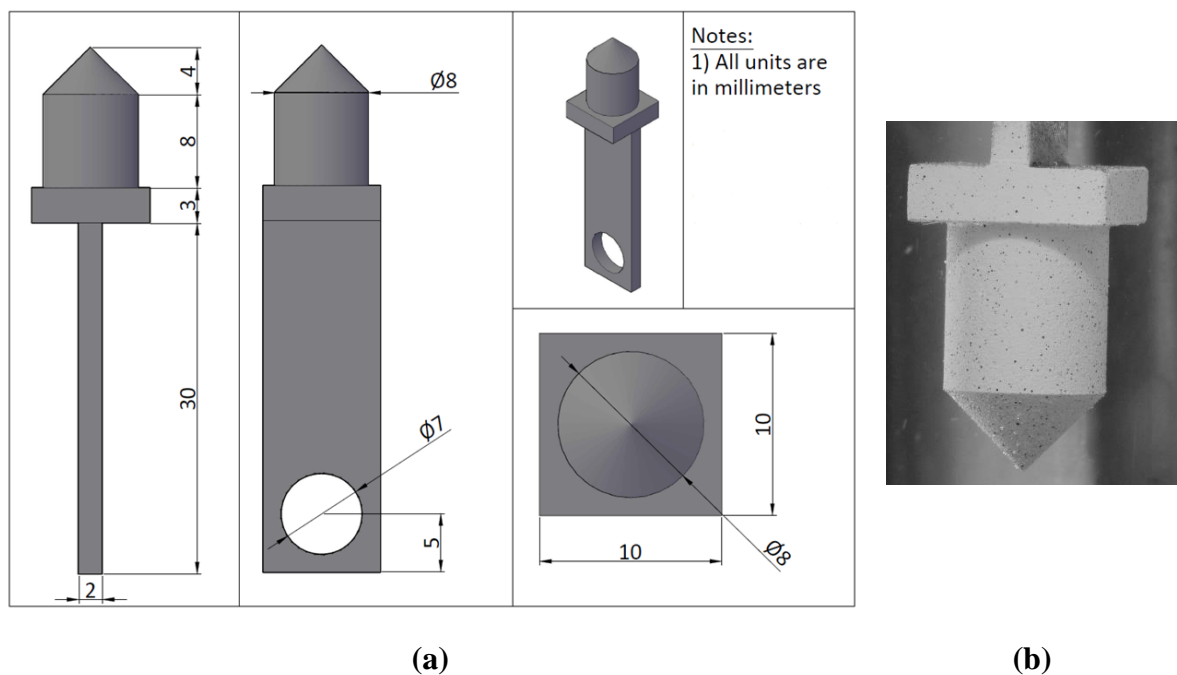 4
8
3
30
2
Ø8
Ø7
5
Notes:
1) All units are
in millimeters
10
10
Ø8
(a)
(b)